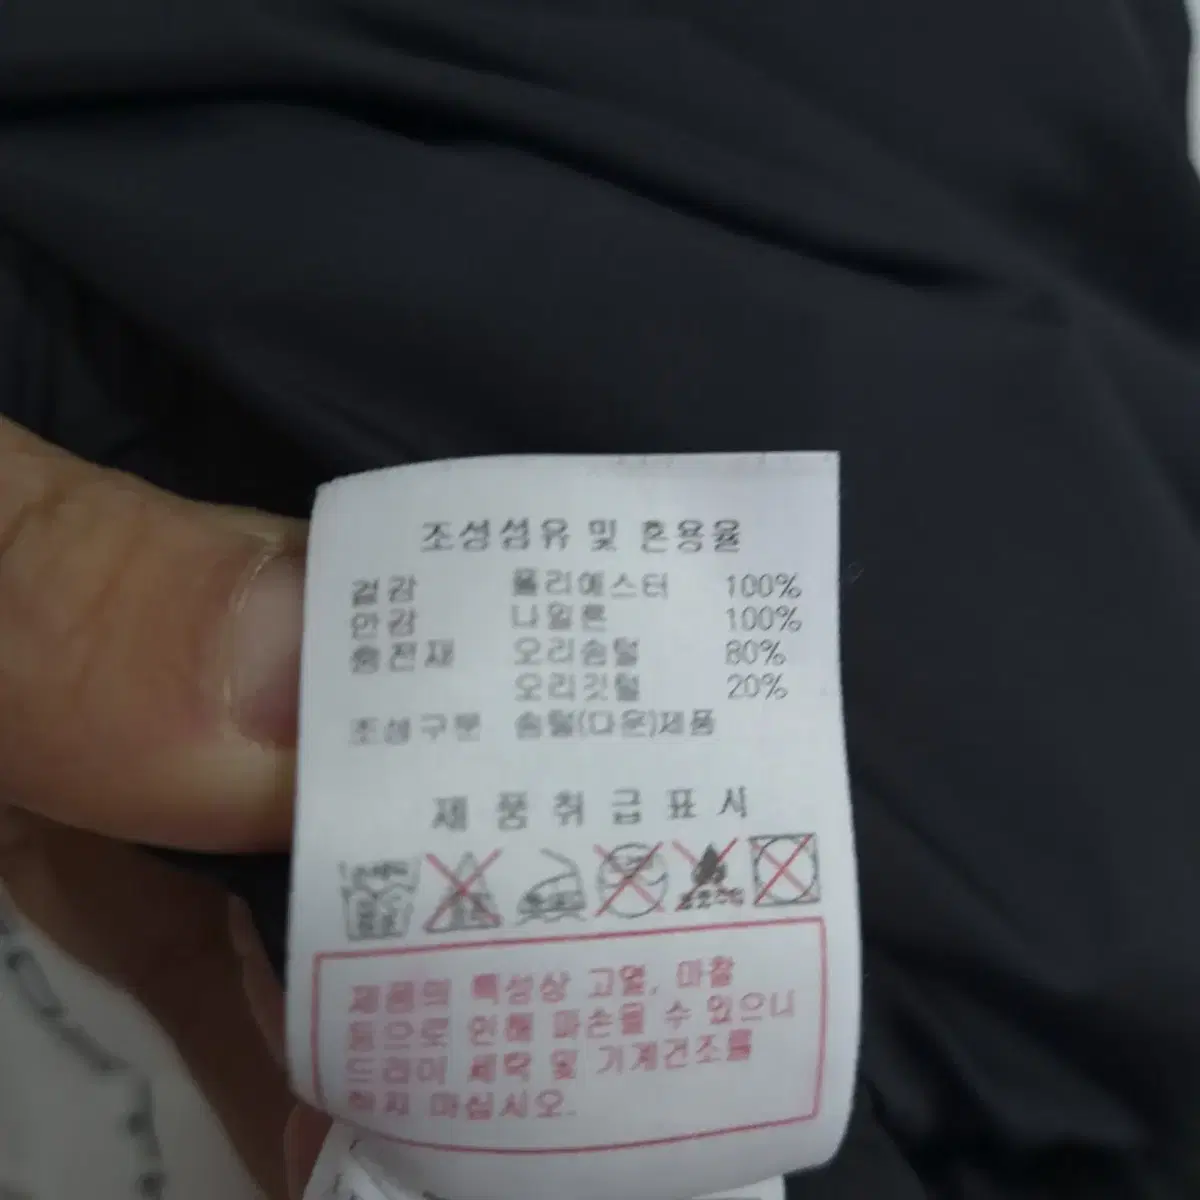 조성섬유 및 혼용율
겉감 폴리에스터 100%
안감 나일론 100%
충전재 오리솜털 80%
오리깃털 20%
조성구분 솜털(다운)제품
제 품 취 급 표 시
제품의 특성상 고열, 마찰
등으로 인해 파손될 수 있으니
드라이 세탁 및 기계건조를
하지 마십시오.